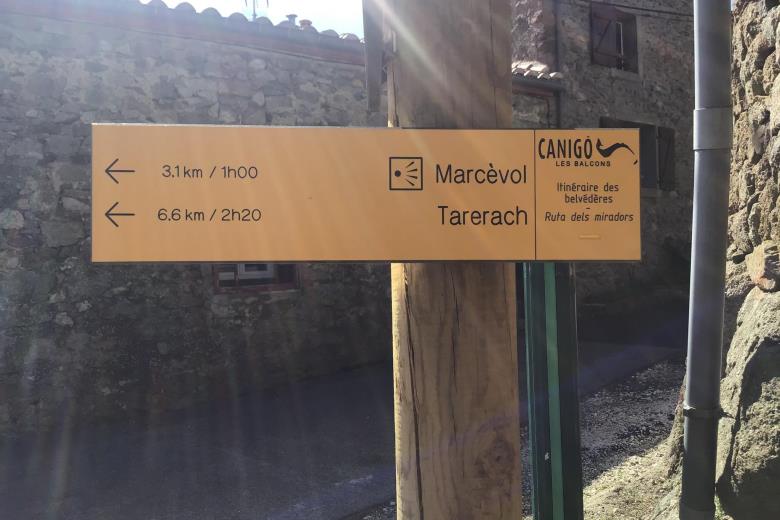 3.1 km / 1h00 Marcèvol
6.6 km / 2h20 Tarerach
CANIGÓ
LES BALCONS
Itinéraire des
belvédères
-
Ruta dels miradors